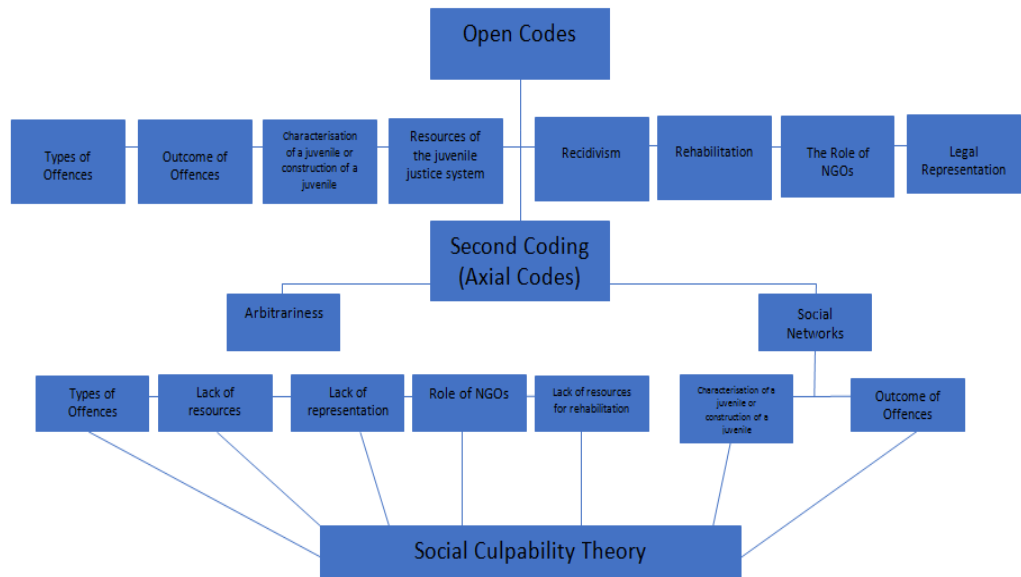 Open Codes
Types of
Offences
Outcome of
Offences
Characterisation
of a juvenile or
construction of a
juvenile
Resources of
the juvenile
justice system
Recidivism
Rehabilitation
The Role of
NGOs
Legal
Representation
Second Coding
(Axial Codes)
Arbitrariness
Social
Networks
Types of
Offences
Lack of
resources
Lack of
representation
Role of NGOs
Lack of resources
for rehabilitation
Characterisation of a
juvenile or
construction of a
juvenile
Outcome of
Offences
Social Culpability Theory